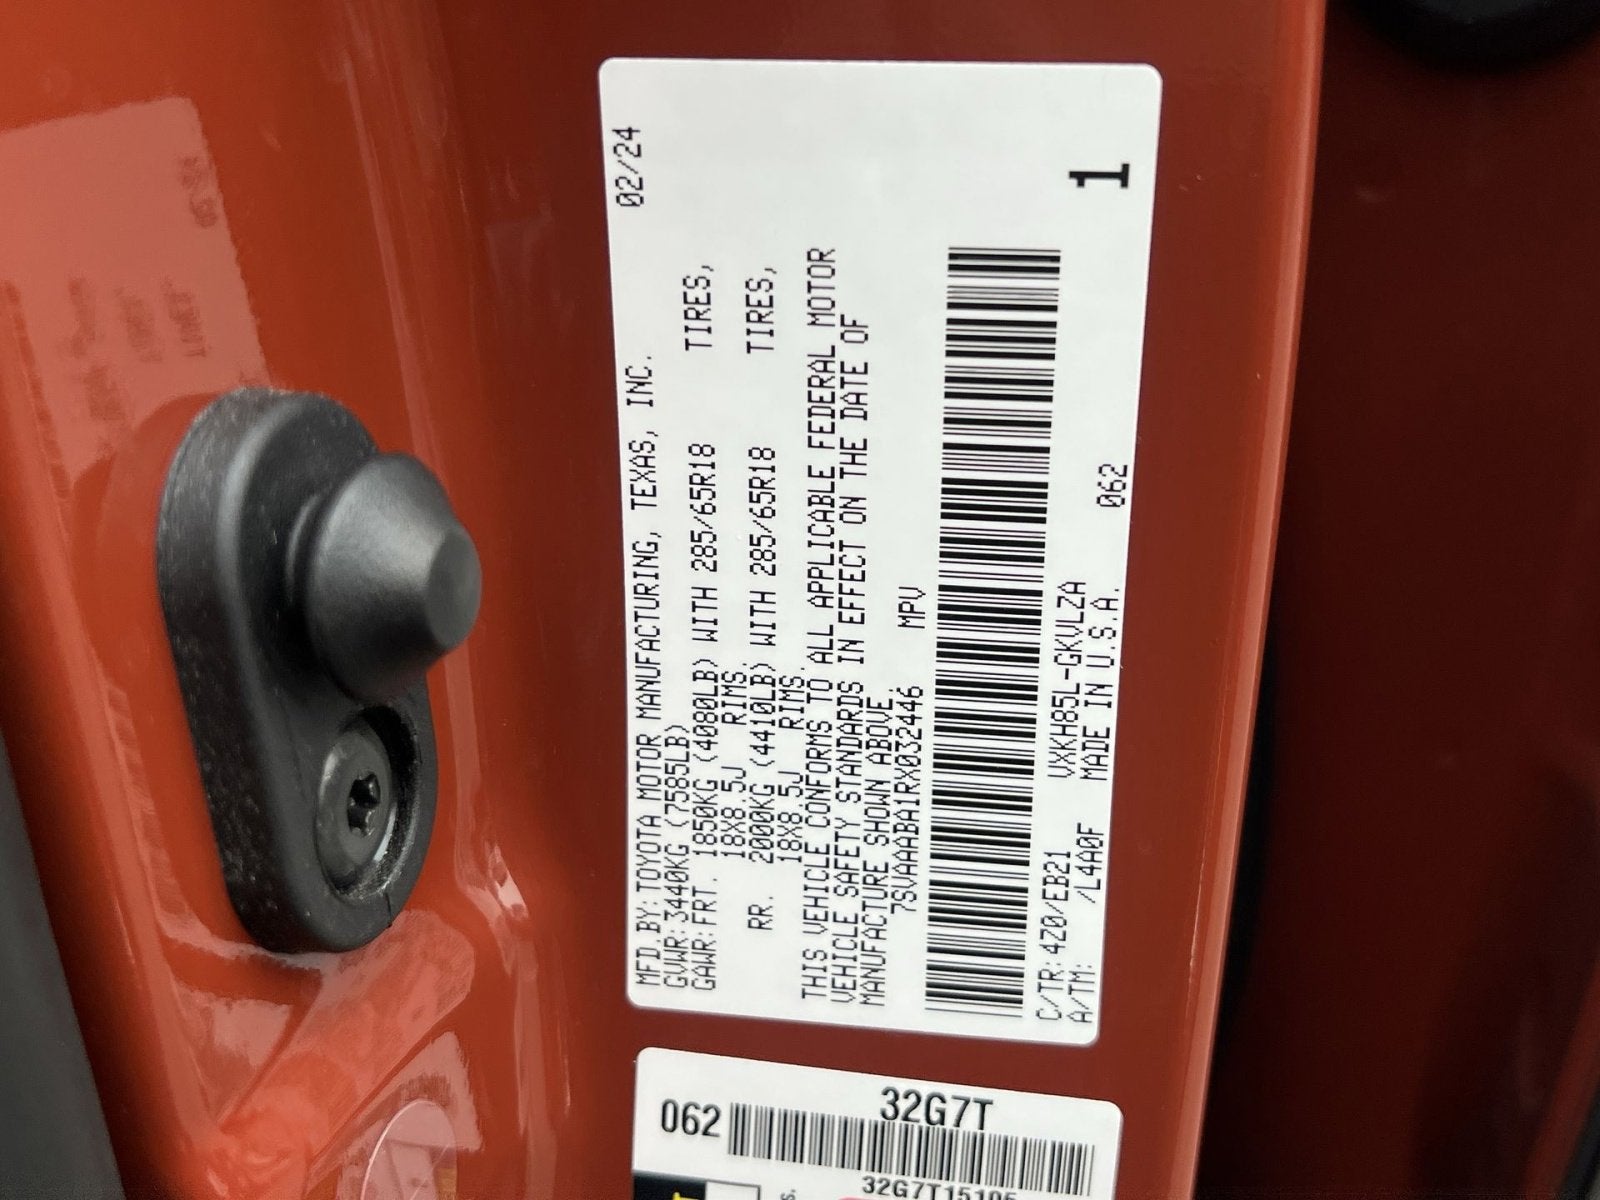 MFD.BY:TOYOTA MOTOR MANUFACTURING, TEXAS, INC. 02/24
GVWR:3440KG (7585LB)
GAWR:FRT. 1850KG (4080LB) WITH 285/65R18 TIRES,
18X8.5J RIMS.
RR. 2000KG (4410LB) WITH 285/65R18 TIRES,
18X8.5J RIMS.
THIS VEHICLE CONFORMS TO ALL APPLICABLE FEDERAL MOTOR
VEHICLE SAFETY STANDARDS IN EFFECT ON THE DATE OF
MANUFACTURE SHOWN ABOVE.
7SVAAABA1RX032446 MPV
C/TR:4Z0/EB21 VXKH85L-GKVLZA
A/TM: /L4A0F MADE IN U.S.A. 062 1
32G7T
062
32G7T15105